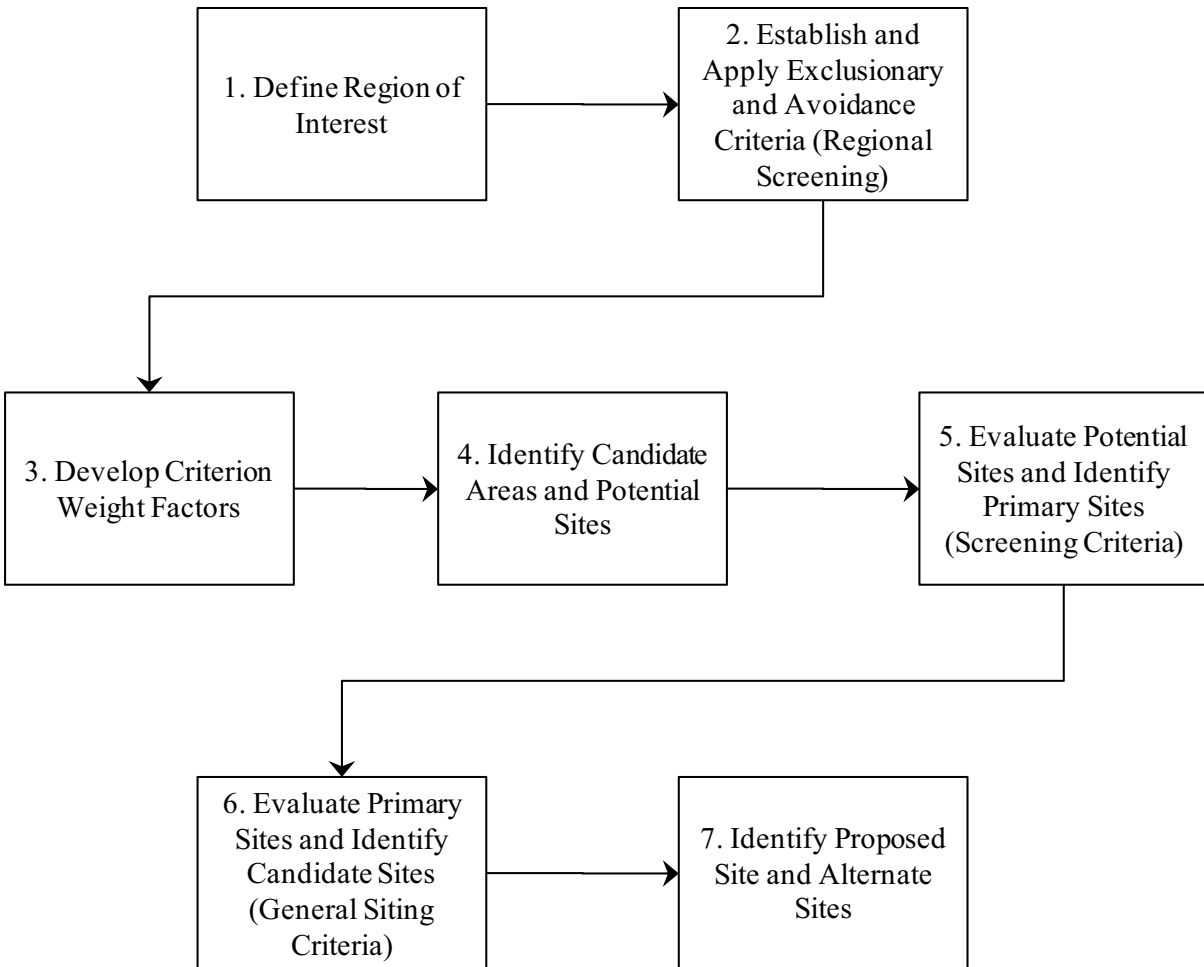 1. Define Region of
Interest
2. Establish and
Apply Exclusionary
and Avoidance
Criteria (Regional
Screening)
3. Develop Criterion
Weight Factors
4. Identify Candidate
Areas and Potential
Sites
5. Evaluate Potential
Sites and Identify
Primary Sites
(Screening Criteria)
6. Evaluate Primary
Sites and Identify
Candidate Sites
(General Siting
Criteria)
7. Identify Proposed
Site and Alternate
Sites